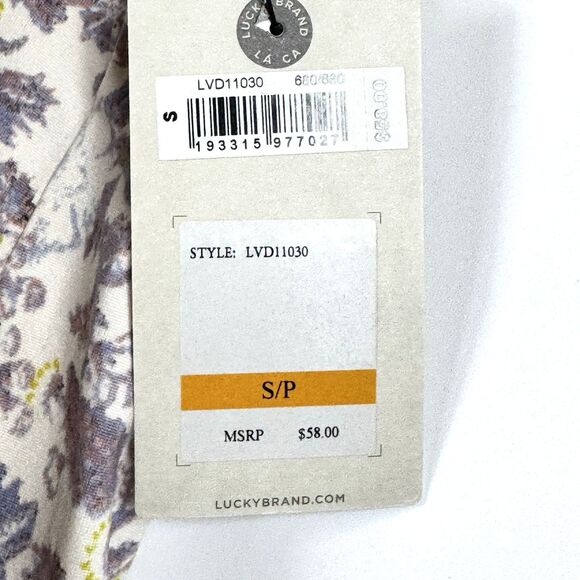 LUCKY BRAND
LA CA
LVD11030
S
193315 977027
STYLE: LVD11030
S/P
MSRP $58.00
LUCKYBRAND.COM